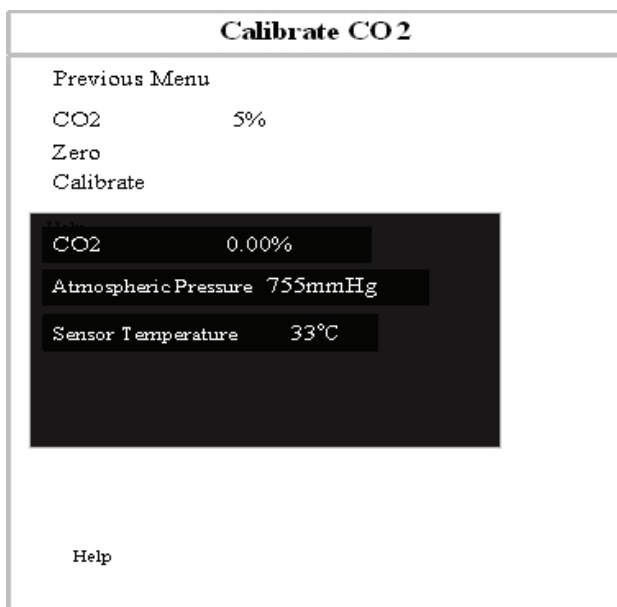 Calibrate CO2
Previous Menu
CO2 5%
Zero
Calibrate
CO2 0.00%
Atmospheric Pressure 755mmHg
Sensor Temperature 33°C
Help